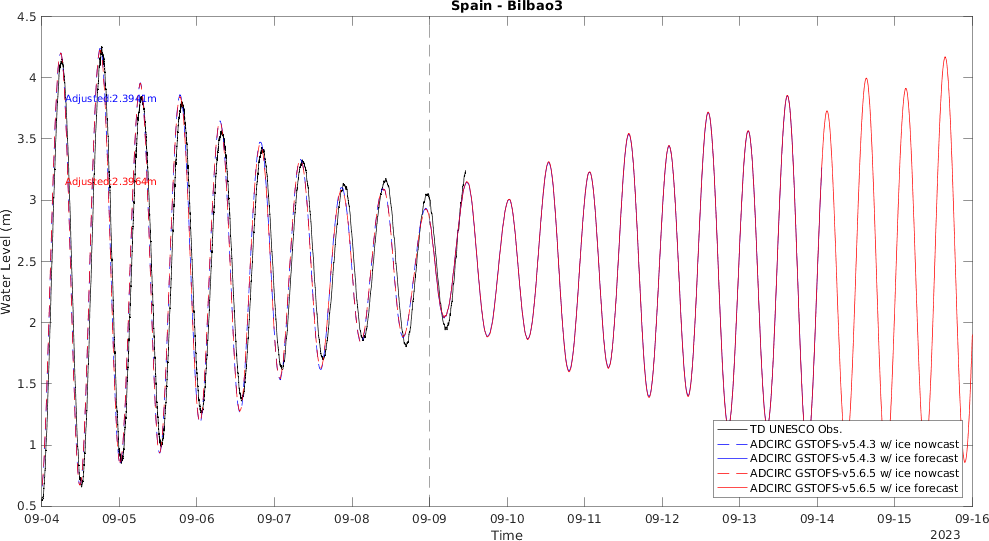 Spain - Bilbao3
4.5
4
3.5
3
2.5
2
1.5
1
0.5
Water Level (m)
Adjusted:2.3941m
Adjusted:2.3964m
TD UNESCO Obs.
ADCIRC GSTOFS-v5.4.3 w/ ice nowcast
ADCIRC GSTOFS-v5.4.3 w/ ice forecast
ADCIRC GSTOFS-v5.6.5 w/ ice nowcast
ADCIRC GSTOFS-v5.6.5 w/ ice forecast
09-04 09-05 09-06 09-07 09-08 09-09 09-10 09-11 09-12 09-13 09-14 09-15 09-16
Time
2023